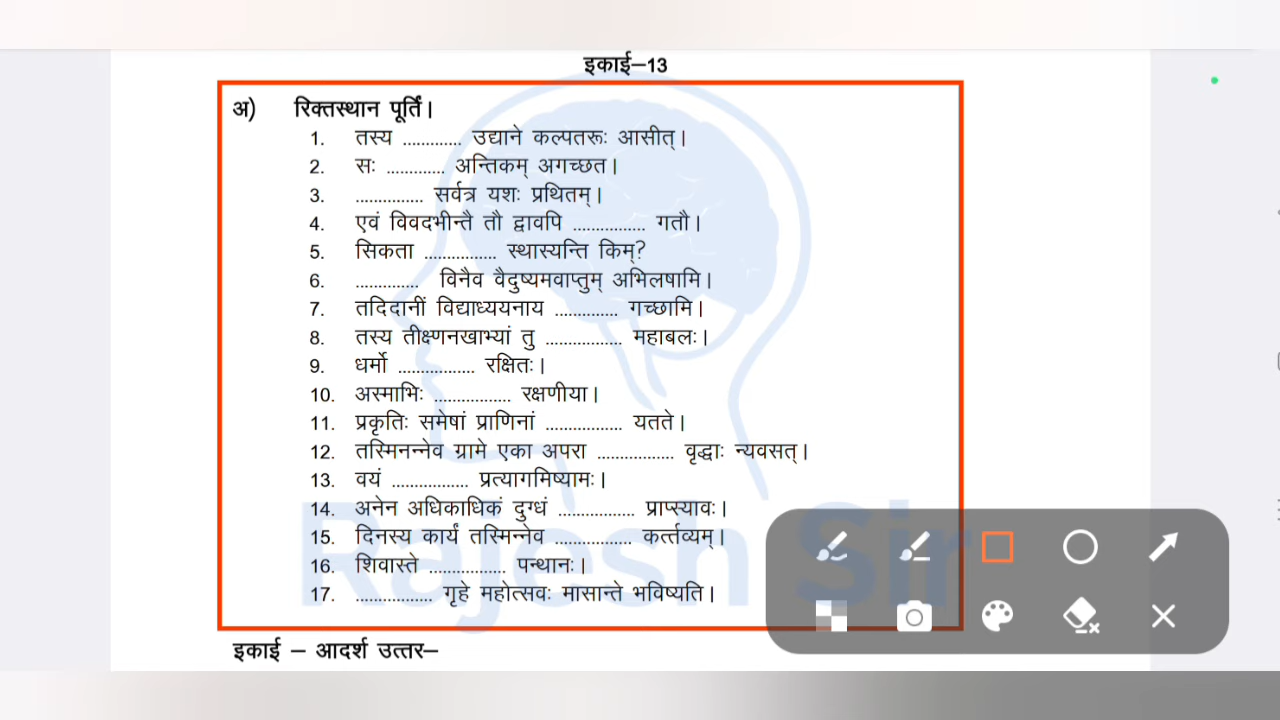 इकाई–13
अ) रिक्तस्थान पूर्ति।
1. तस्य ............. उद्याने कल्पतरूः आसीत्।
2. सः ............. अन्तिकम् अगच्छत।
3. ............... सर्वत्र यशः प्रथितम्।
4. एवं विवदभीन्तै तौ द्वावपि ................ गतौ।
5. सिकता ................ स्थास्यन्ति किम्?
6. .............. विनैव वैदुष्यमवाप्तुम् अभिलषामि।
7. तदिदानीं विद्याध्ययनाय .............. गच्छामि।
8. तस्य तीक्ष्णनखाभ्यां तु ................. महाबलः।
9. धर्मो ................. रक्षितः।
10. अस्माभिः ................. रक्षणीया।
11. प्रकृतिः समेषां प्राणिनां ................. यतते।
12. तस्मिनन्नेव ग्रामे एका अपरा ................. वृद्धाः न्यवसत्।
13. वयं ................. प्रत्यागमिष्यामः।
14. अनेन अधिकाधिकं दुग्धं ................. प्राप्स्यावः।
15. दिनस्य कार्यं तस्मिन्नेव ................. कर्त्तव्यम्।
16. शिवास्ते ................. पन्थानः।
17. ................. गृहे महोत्सवः मासान्ते भविष्यति।
इकाई – आदर्श उत्तर–
Rajesh Sir